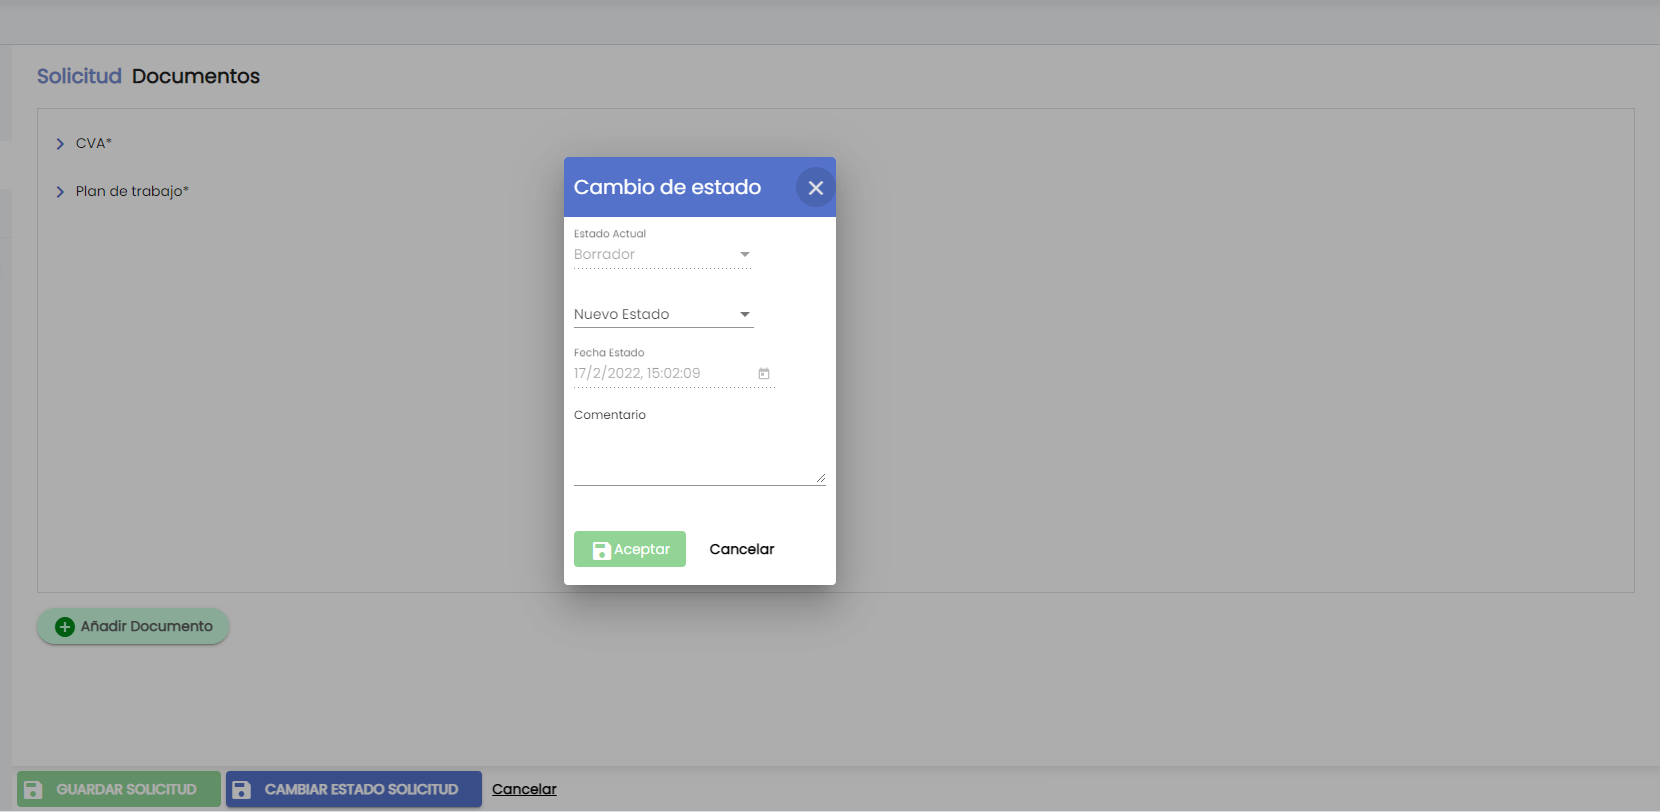 Solicitud Documentos
CVA*
Plan de trabajo*
Cambio de estado
Estado Actual
Borrador
Nuevo Estado
Fecha Estado
17/2/2022, 15:02:09
Comentario
Aceptar Cancelar
Añadir Documento
GUARDAR SOLICITUD CAMBIAR ESTADO SOLICITUD Cancelar